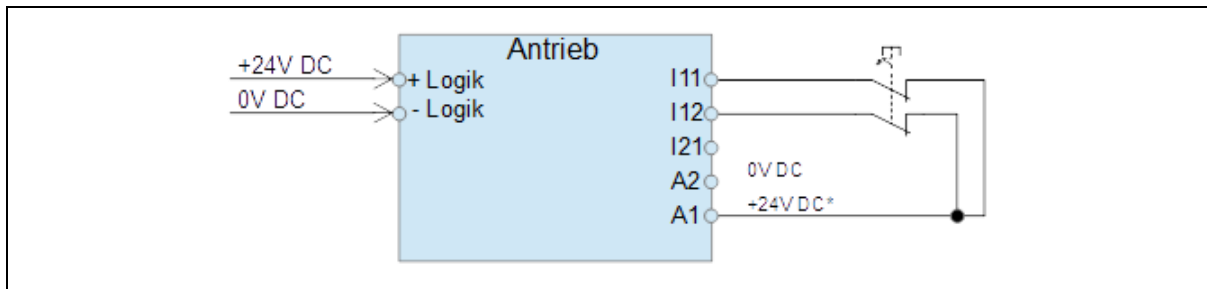 Antrieb
+24V DC
+ Logik
I11
0V DC
- Logik
I12
I21
A2
0V DC
A1
+24V DC*